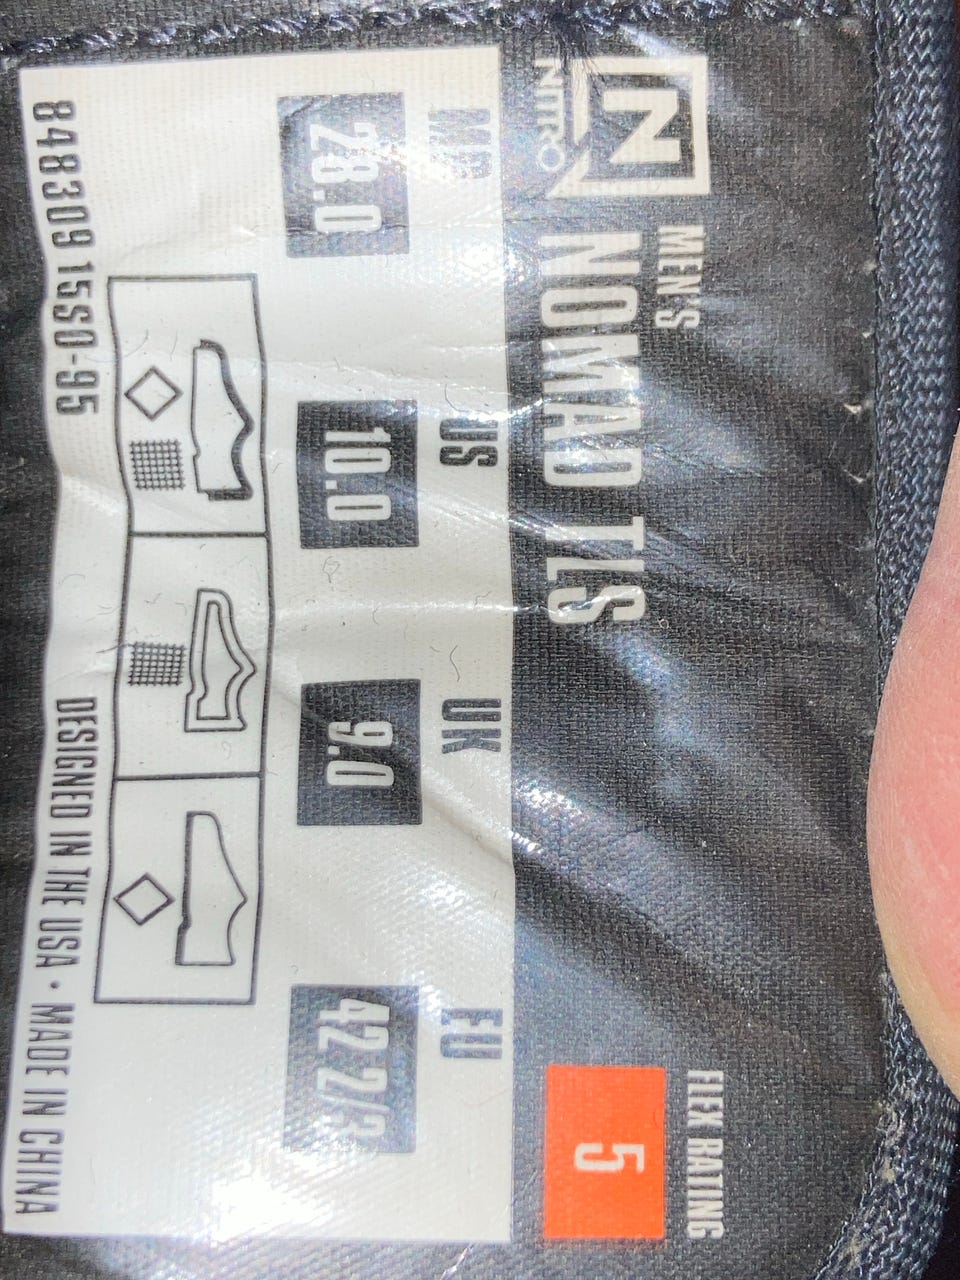 N
NITRO
MEN'S
NOMAD TLS
FLEX RATING
5
MP US UK EU
28.0 10.0 9.0 42 2/3
848309 15S0-95 DESIGNED IN THE USA • MADE IN CHINA